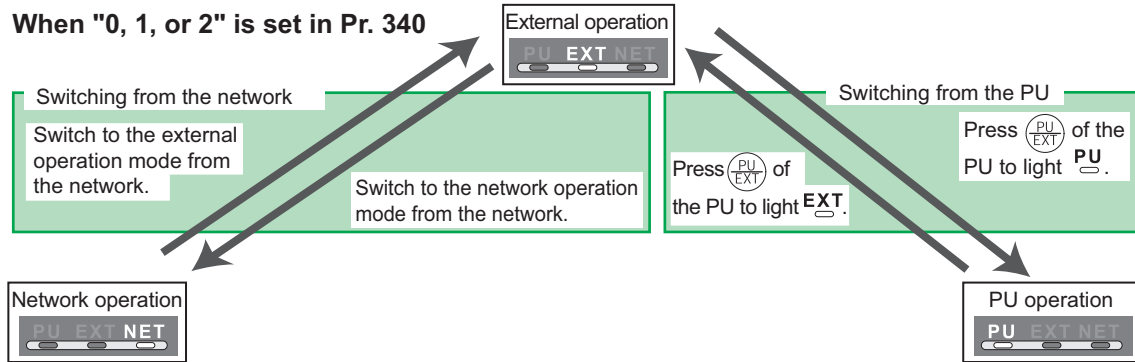 When "0, 1, or 2" is set in Pr. 340
External operation
PU EXT NET
Switching from the network
Switch to the external
operation mode from
the network.
Switch to the network operation
mode from the network.
Switching from the PU
Press PU/EXT of the
PU to light PU.
Press PU/EXT of
the PU to light EXT.
Network operation
PU EXT NET
PU operation
PU EXT NET